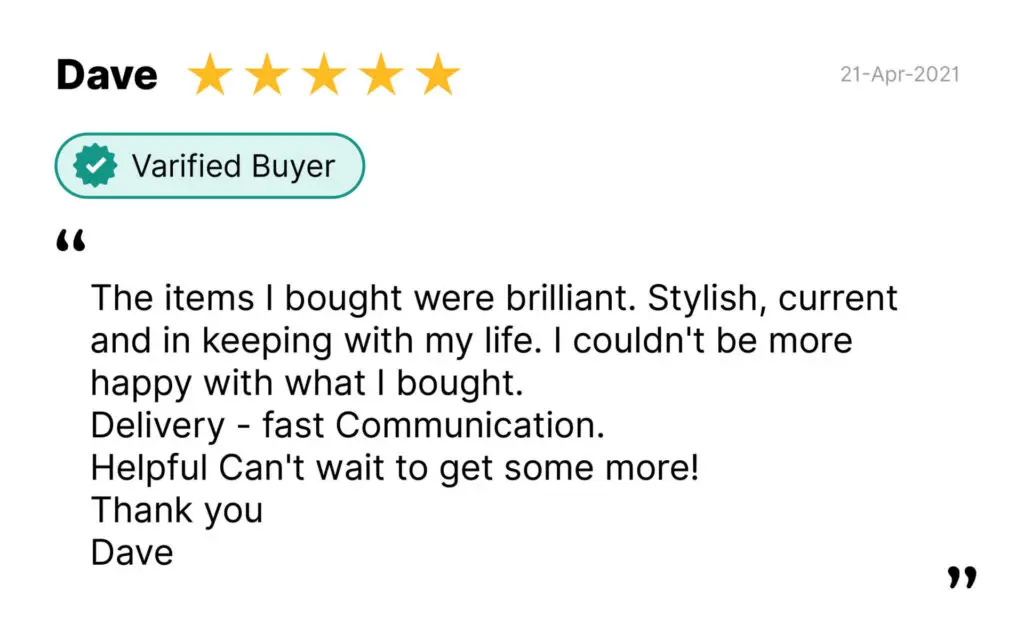 Dave
21-Apr-2021
Varified Buyer
“
The items I bought were brilliant. Stylish, current
and in keeping with my life. I couldn't be more
happy with what I bought.
Delivery - fast Communication.
Helpful Can't wait to get some more!
Thank you
Dave
”